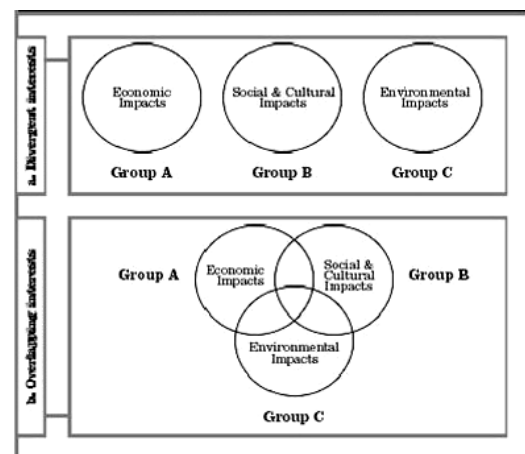 a. Divergent interests
Economic
Impacts
Social & Cultural
Impacts
Environmental
Impacts
Group A
Group B
Group C
b. Overlapping interests
Group A
Economic
Impacts
Social &
Cultural
Impacts
Group B
Environmental
Impacts
Group C